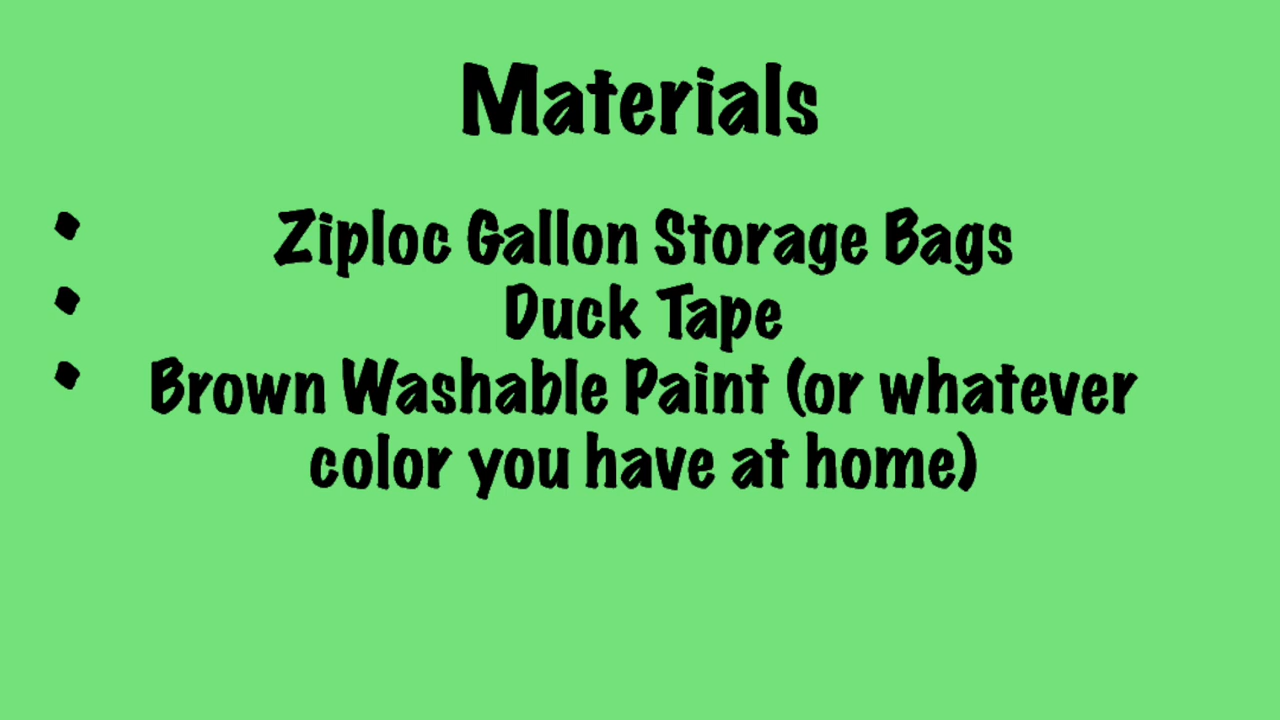 Materials
• Ziploc Gallon Storage Bags
• Duck Tape
• Brown Washable Paint (or whatever
color you have at home)